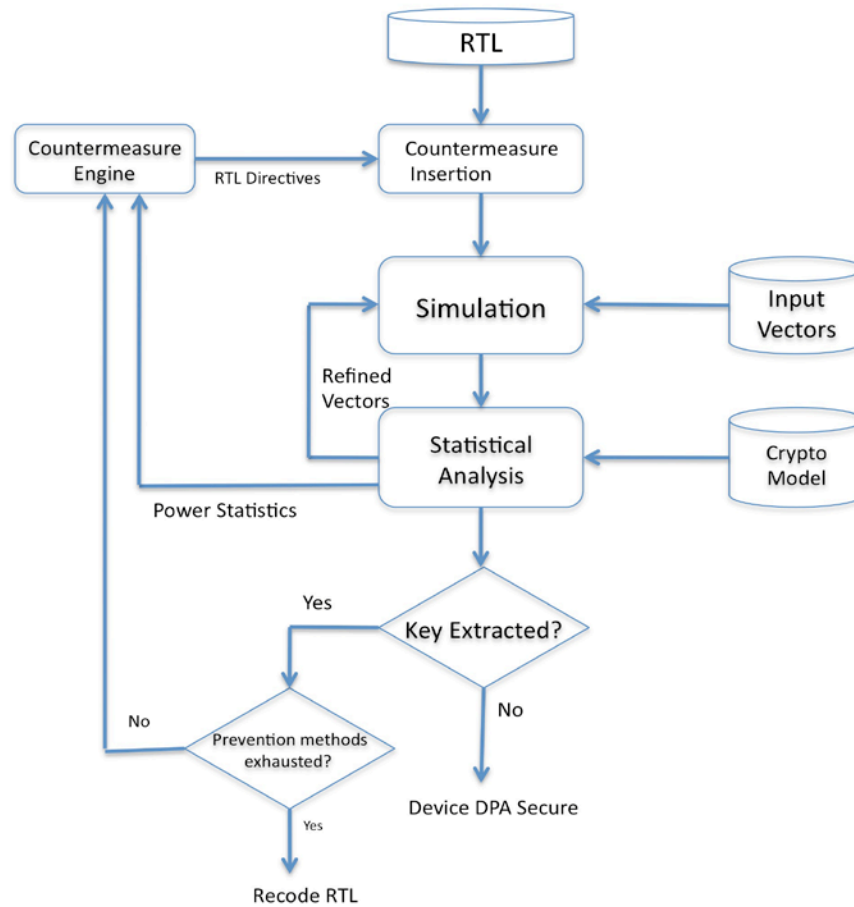 RTL
Countermeasure
Engine
RTL Directives
Countermeasure
Insertion
Simulation
Input
Vectors
Refined
Vectors
Statistical
Analysis
Crypto
Model
Power Statistics
Yes
Key Extracted?
No
No
Prevention methods
exhausted?
Device DPA Secure
Yes
Recode RTL